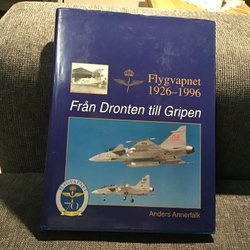 Flygvapnet
1926–1996
Från Dronten till Gripen
Anders Annerfalk